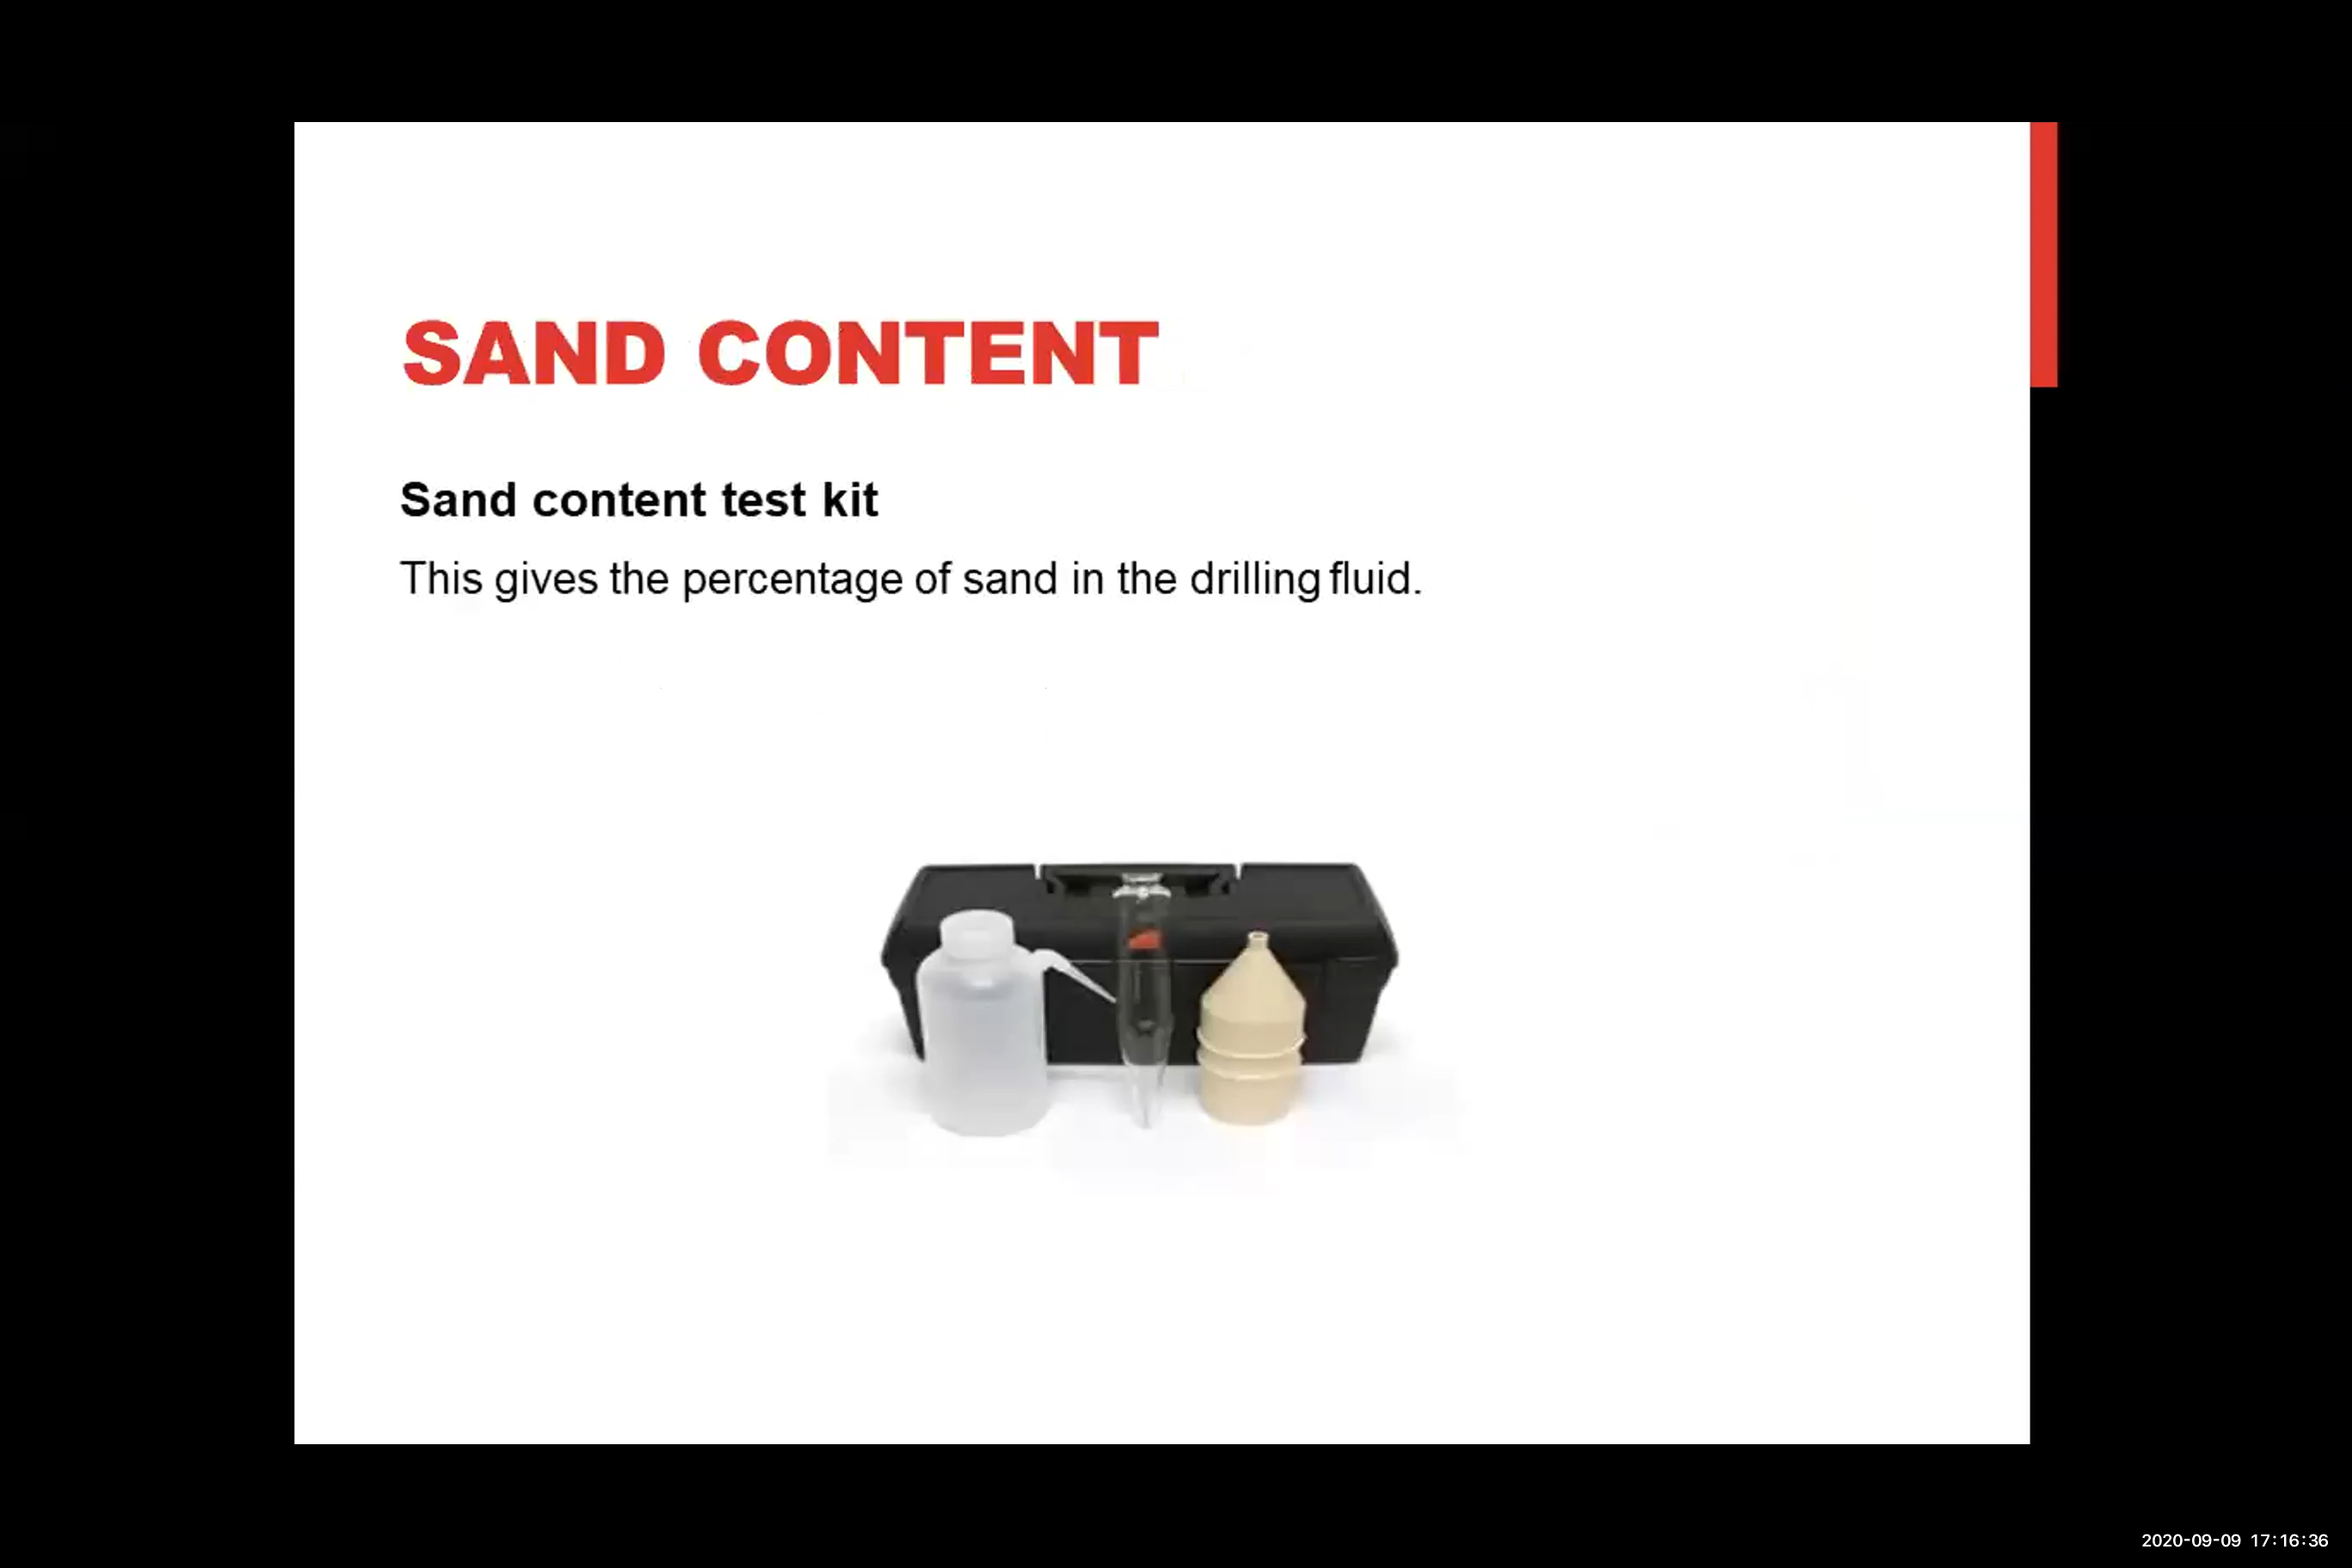 SAND CONTENT
Sand content test kit
This gives the percentage of sand in the drilling fluid.
2020-09-09 17:16:36